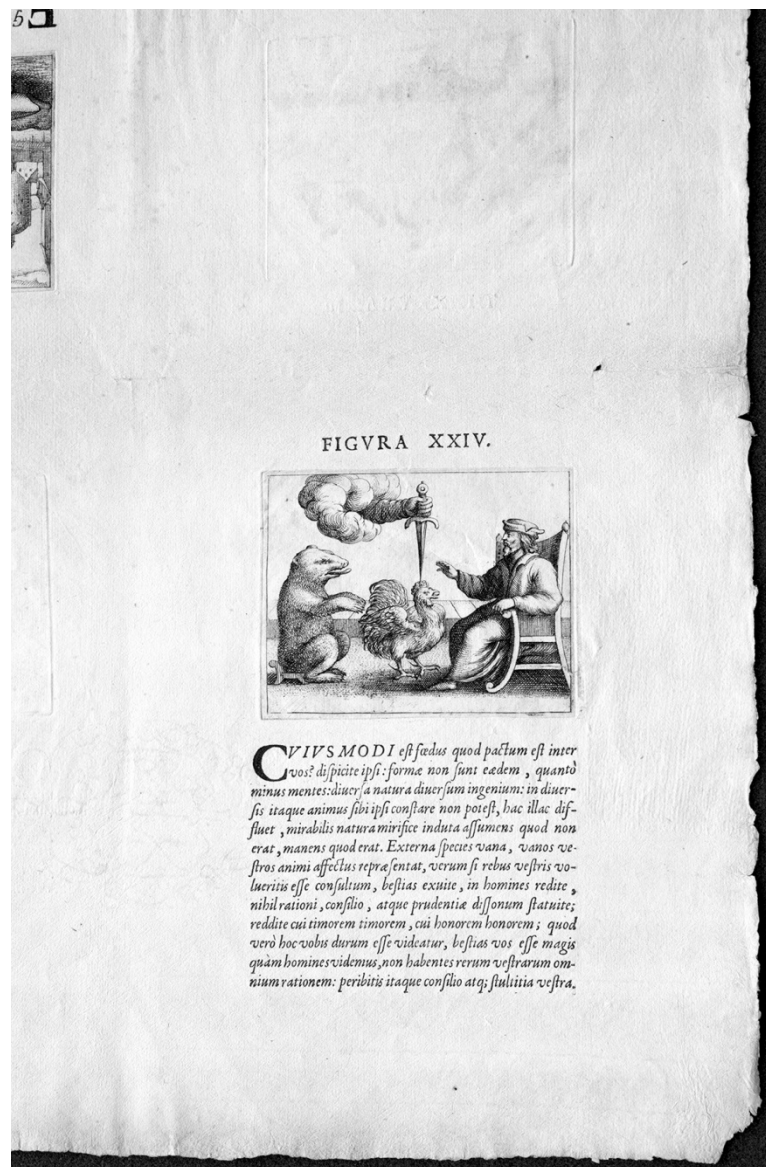 5
FIGVRA XXIV.
CVIVSMODI eſt fœdus quod pactum eſt inter
vos? diſpicite ipſi: formæ non ſunt eædem, quantò
minus mentes: diuerſa natura diuerſum ingenium: in diuer-
ſis itaque animus ſibi ipſi conſtare non poteſt, hac illac dif-
fluet, mirabilis natura mirifice induta aſſumens quod non
erat, manens quod erat. Externa ſpecies vana, vanos ve-
ſtros animi affectus repræſentat, verum ſi rebus veſtris vo-
lueritis eſſe conſultum, beſtias exuite, in homines redite,
nihil rationi, conſilio, atque prudentiæ diſſonum ſtatuite;
reddite cui timorem timorem, cui honorem honorem; quod
verò hoc vobis durum eſſe videatur, beſtias vos eſſe magis
quàm homines videmus, non habentes rerum veſtrarum om-
nium rationem: peribitis itaque conſilio atq; ſtultitia veſtra.